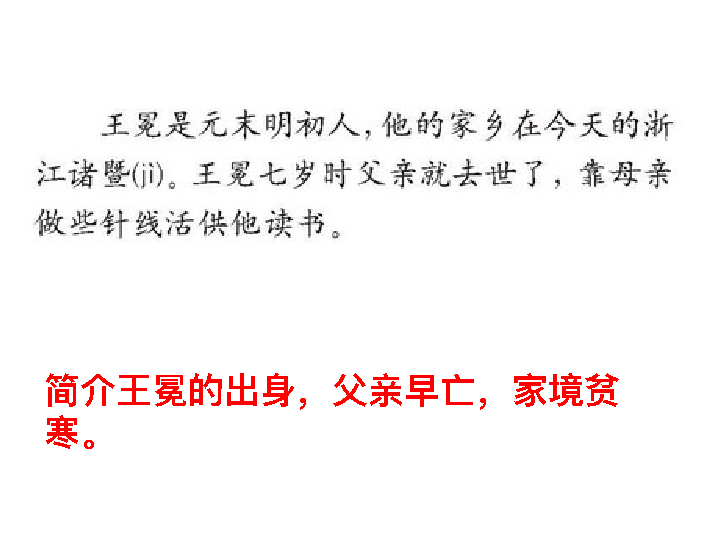 王冕是元末明初人，他的家乡在今天的浙
江诸暨(jì)。王冕七岁时父亲就去世了，靠母亲
做些针线活供他读书。
简介王冕的出身，父亲早亡，家境贫
寒。